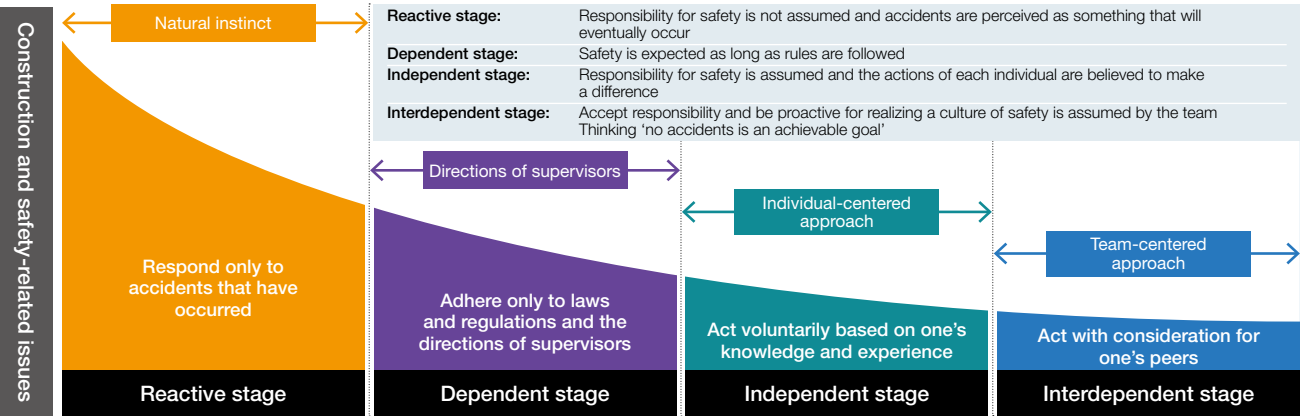 Construction and safety-related issues
Natural instinct
Reactive stage: Responsibility for safety is not assumed and accidents are perceived as something that will
eventually occur
Dependent stage: Safety is expected as long as rules are followed
Independent stage: Responsibility for safety is assumed and the actions of each individual are believed to make
a difference
Interdependent stage: Accept responsibility and be proactive for realizing a culture of safety is assumed by the team
Thinking ‘no accidents is an achievable goal’
Directions of supervisors
Individual-centered
approach
Team-centered
approach
Respond only to
accidents that have
occurred
Adhere only to laws
and regulations and the
directions of supervisors
Act voluntarily based on one’s
knowledge and experience
Act with consideration for
one’s peers
Reactive stage
Dependent stage
Independent stage
Interdependent stage